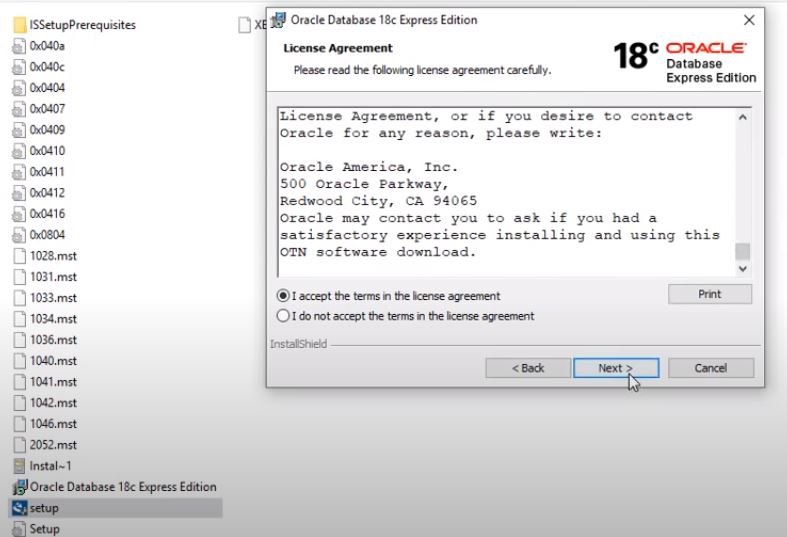 ISSetupPrerequisites
0x040a
0x040c
0x0404
0x0407
0x0409
0x0410
0x0411
0x0412
0x0416
0x0804
1028.mst
1031.mst
1033.mst
1034.mst
1036.mst
1040.mst
1041.mst
1042.mst
1046.mst
2052.mst
Instal~1
Oracle Database 18c Express Edition
setup
Setup
XE
Oracle Database 18c Express Edition
License Agreement
Please read the following license agreement carefully.
18c ORACLE
Database
Express Edition
License Agreement, or if you desire to contact
Oracle for any reason, please write:
Oracle America, Inc.
500 Oracle Parkway,
Redwood City, CA 94065
Oracle may contact you to ask if you had a
satisfactory experience installing and using this
OTN software download.
I accept the terms in the license agreement
Print
I do not accept the terms in the license agreement
InstallShield
< Back
Next >
Cancel